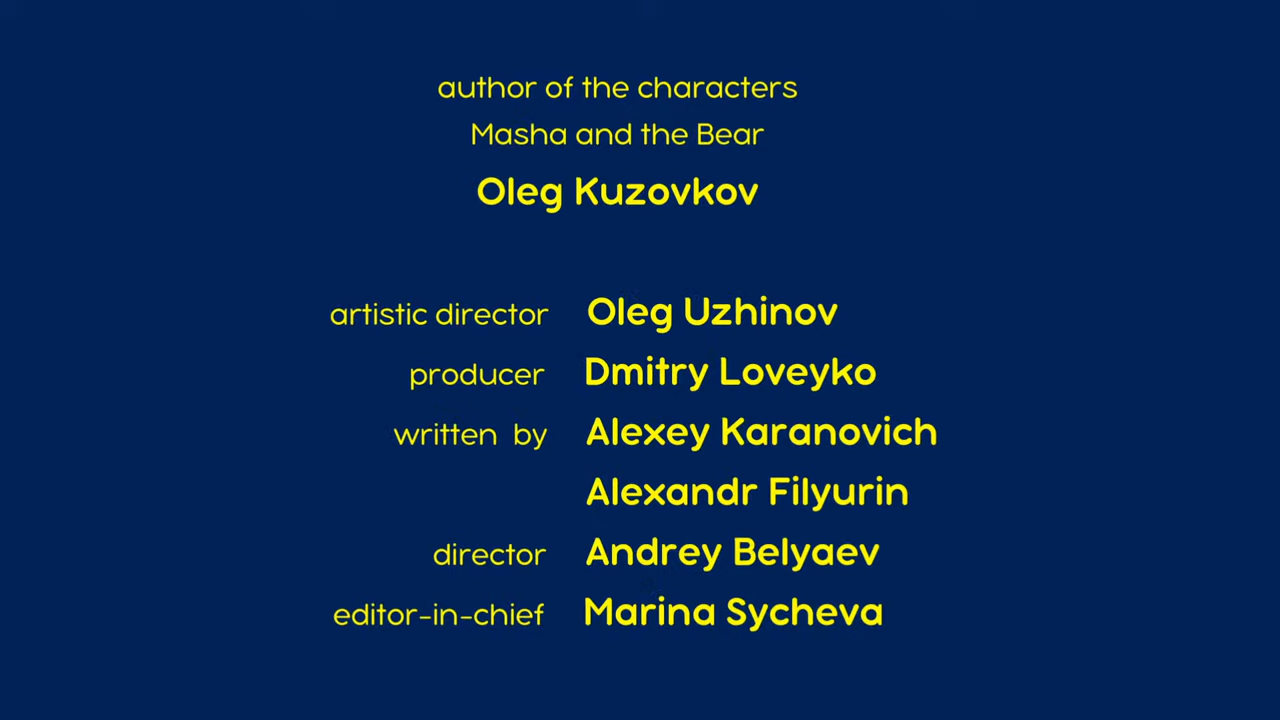 author of the characters
Masha and the Bear
Oleg Kuzovkov
artistic director Oleg Uzhinov
producer Dmitry Loveyko
written by Alexey Karanovich
Alexandr Filyurin
director Andrey Belyaev
editor-in-chief Marina Sycheva